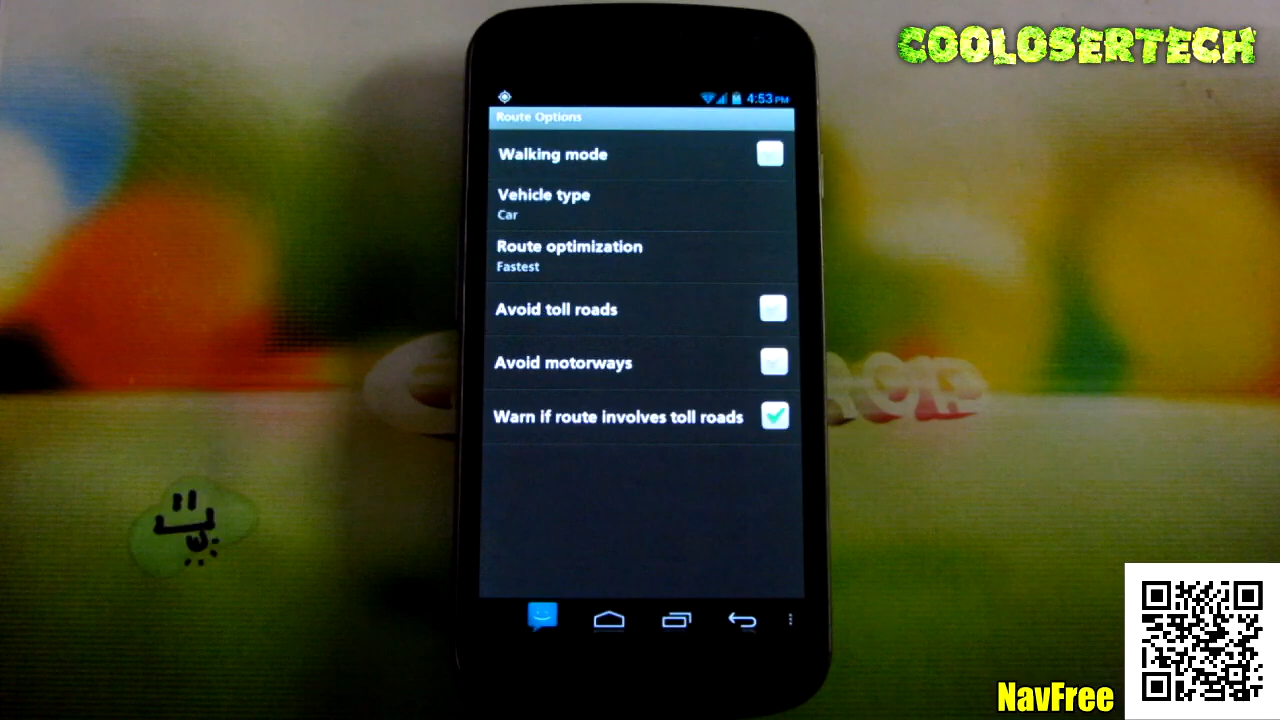 COOLOSERTECH
4:53 PM
Route Options
Walking mode
Vehicle type
Car
Route optimization
Fastest
Avoid toll roads
Avoid motorways
Warn if route involves toll roads
NavFree